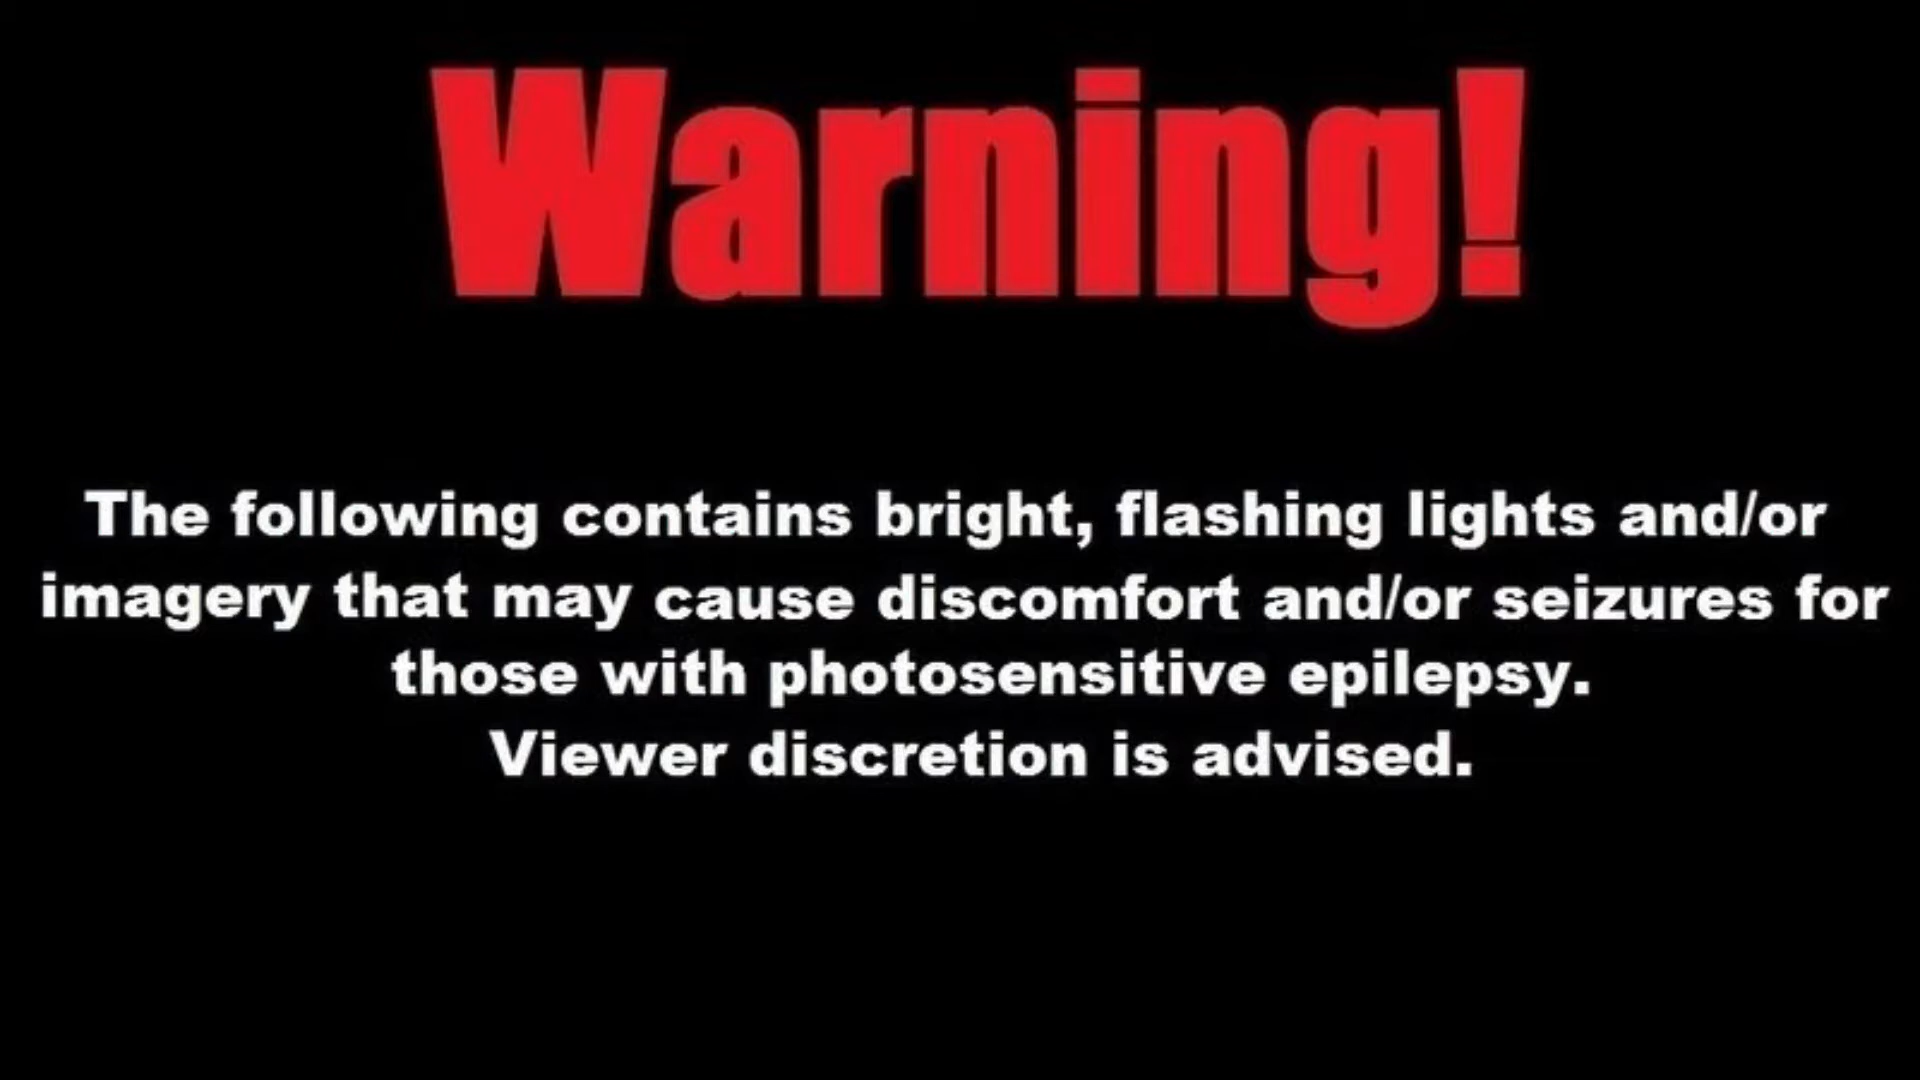 Warning!
The following contains bright, flashing lights and/or
imagery that may cause discomfort and/or seizures for
those with photosensitive epilepsy.
Viewer discretion is advised.